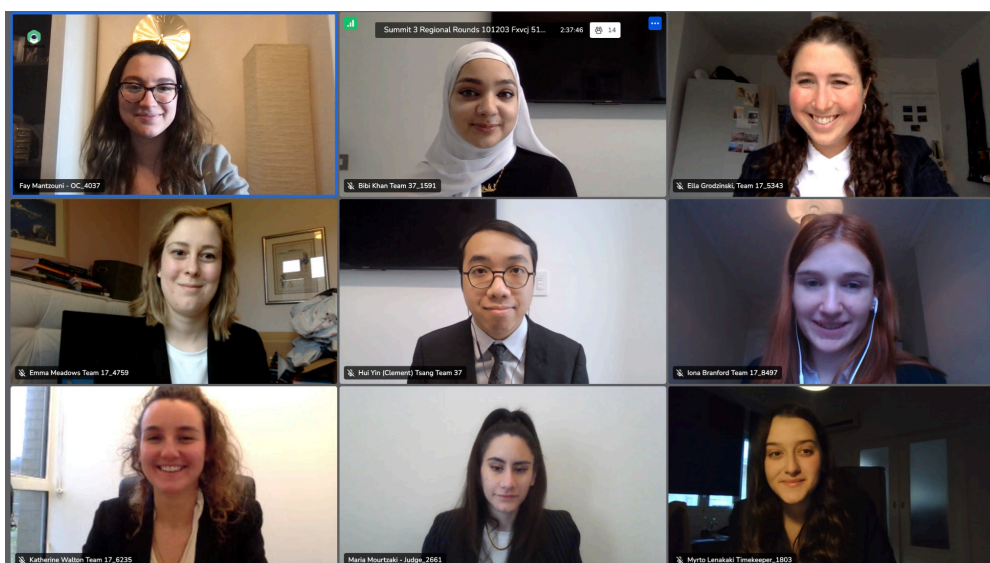 Summit 3 Regional Rounds 101203 Fxvcj 51... 2:37:46 14
Fay Mantzouni - OC_4037
Bibi Khan Team 37_1591
Ella Grodzinski, Team 17_5343
Emma Meadows Team 17_4759
Hui Yin (Clement) Tsang Team 37
Iona Branford Team 17_8497
Katherine Walton Team 17_6235
Maria Mourtzaki - Judge_2661
Myrto Lenakaki Timekeeper_1803